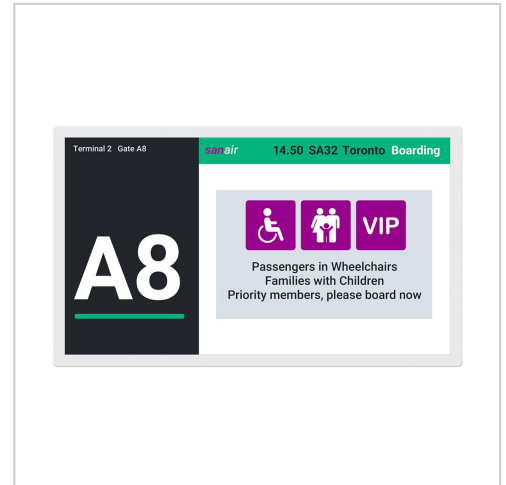 Terminal 2 Gate A8
A8
sanair
14.50 SA32 Toronto Boarding
VIP
Passengers in Wheelchairs
Families with Children
Priority members, please board now